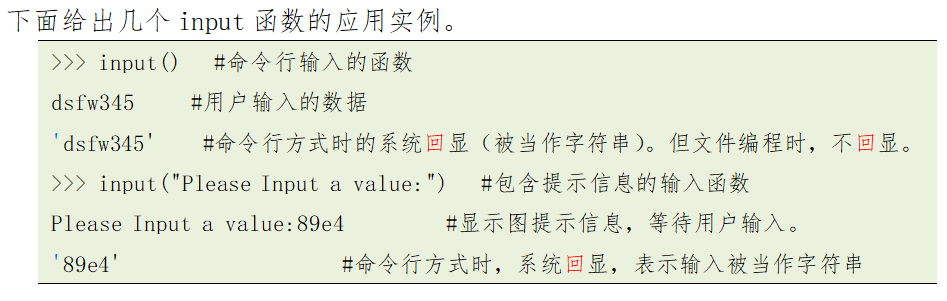 下面给出几个 input 函数的应用实例。
>>> input() #命令行输入的函数
dsfw345 #用户输入的数据
'dsfw345' #命令行方式时的系统回显（被当作字符串）。但文件编程时，不回显。
>>> input("Please Input a value:") #包含提示信息的输入函数
Please Input a value:89e4 #显示图提示信息，等待用户输入。
'89e4' #命令行方式时，系统回显，表示输入被当作字符串